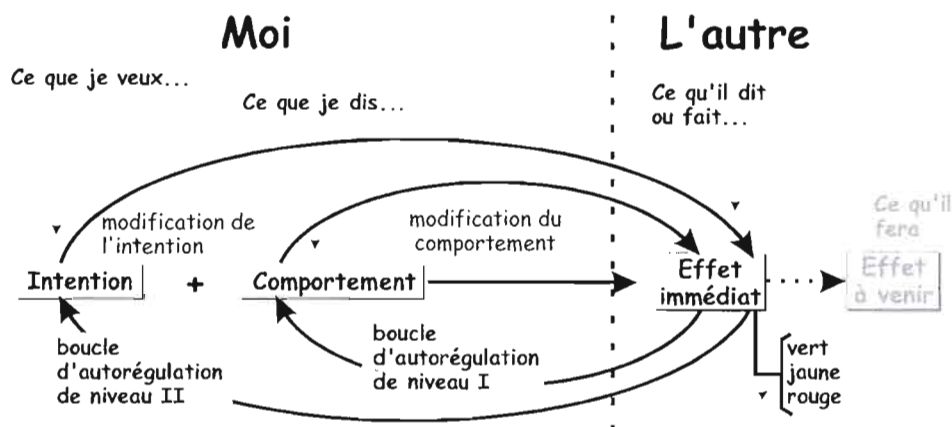 Moi
L'autre
Ce que je veux...
Ce que je dis...
Ce qu'il dit
ou fait...
modification de
l'intention
modification du
comportement
Ce qu'il
fera
Intention
+
Comportement
Effet
immédiat
Effet
à venir
boucle
d'autorégulation
de niveau II
boucle
d'autorégulation
de niveau I
vert
jaune
rouge